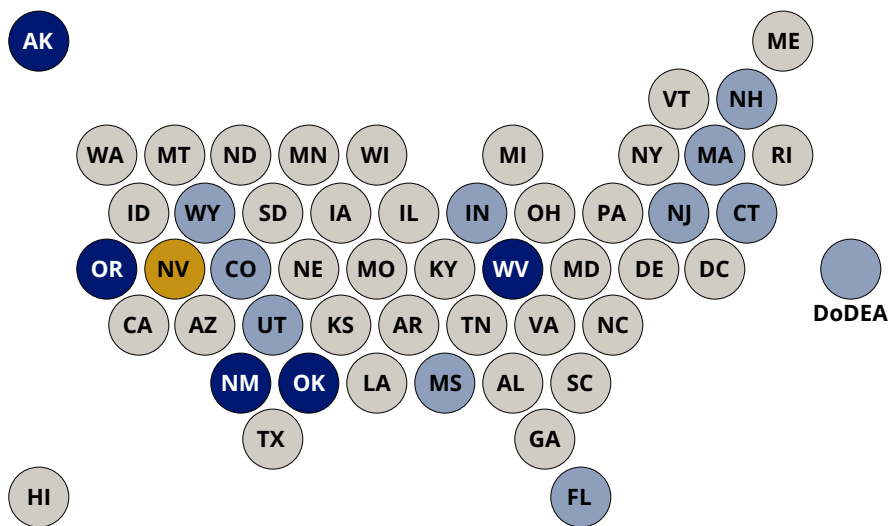 AK ME
VT NH
WA MT ND MN WI MI NY MA RI
ID WY SD IA IL IN OH PA NJ CT
OR NV CO NE MO KY WV MD DE DC
CA AZ UT KS AR TN VA NC
DoDEA
NM OK LA MS AL SC
TX GA
HI FL